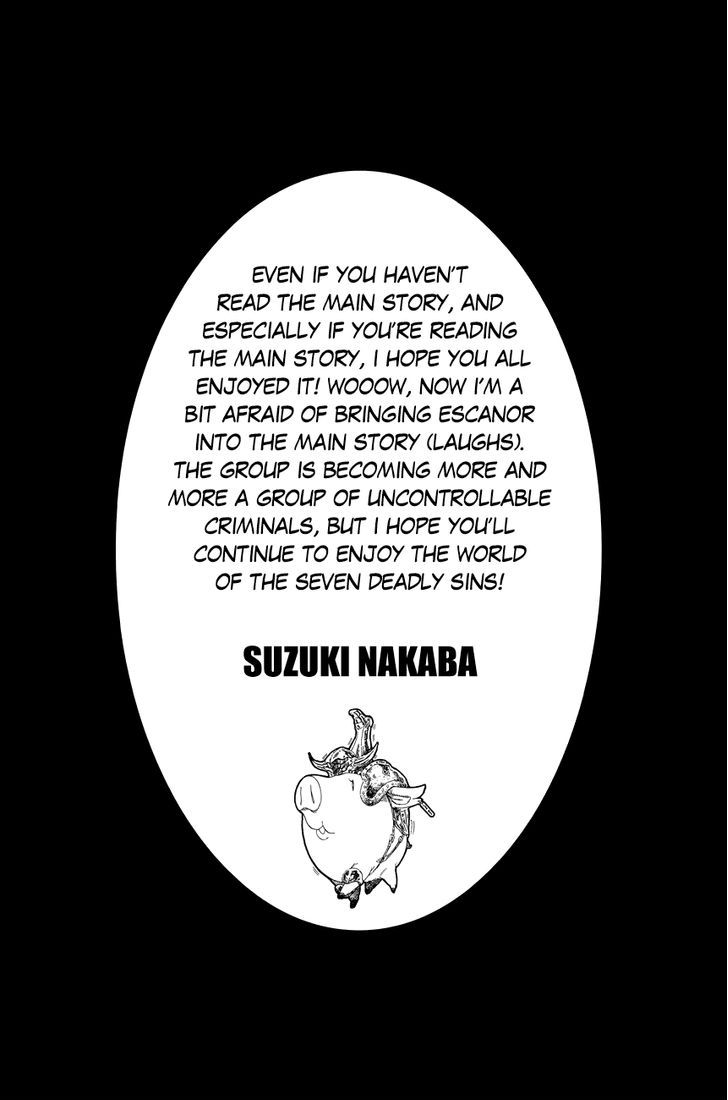 EVEN IF YOU HAVEN'T
READ THE MAIN STORY, AND
ESPECIALLY IF YOU'RE READING
THE MAIN STORY, I HOPE YOU ALL
ENJOYED IT! WOOOW, NOW I'M A
BIT AFRAID OF BRINGING ESCANOR
INTO THE MAIN STORY (LAUGHS).
THE GROUP IS BECOMING MORE AND
MORE A GROUP OF UNCONTROLLABLE
CRIMINALS, BUT I HOPE YOU'LL
CONTINUE TO ENJOY THE WORLD
OF THE SEVEN DEADLY SINS!
SUZUKI NAKABA